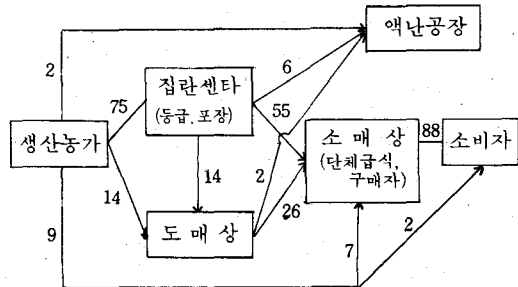 액난공장
2
6
집란센타
(등급, 포장)
75
55
생산농가
소매상
(단체급식,
구매자)
88
소비자
14
14
2
26
도매상
9
7
2